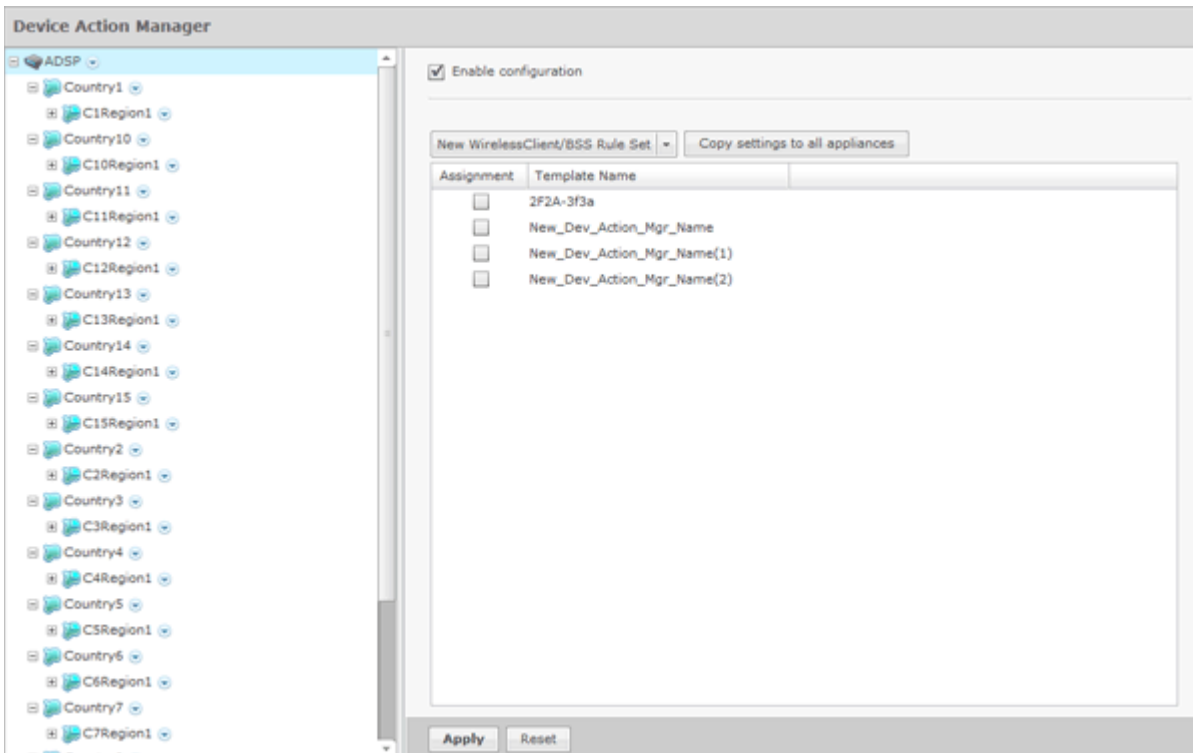 Device Action Manager
ADSP
Country1
C1Region1
Country10
C10Region1
Country11
C11Region1
Country12
C12Region1
Country13
C13Region1
Country14
C14Region1
Country15
C15Region1
Country2
C2Region1
Country3
C3Region1
Country4
C4Region1
Country5
C5Region1
Country6
C6Region1
Country7
C7Region1
Enable configuration
New WirelessClient/BSS Rule Set
Copy settings to all appliances
Assignment Template Name
2F2A-3f3a
New_Dev_Action_Mgr_Name
New_Dev_Action_Mgr_Name(1)
New_Dev_Action_Mgr_Name(2)
Apply Reset